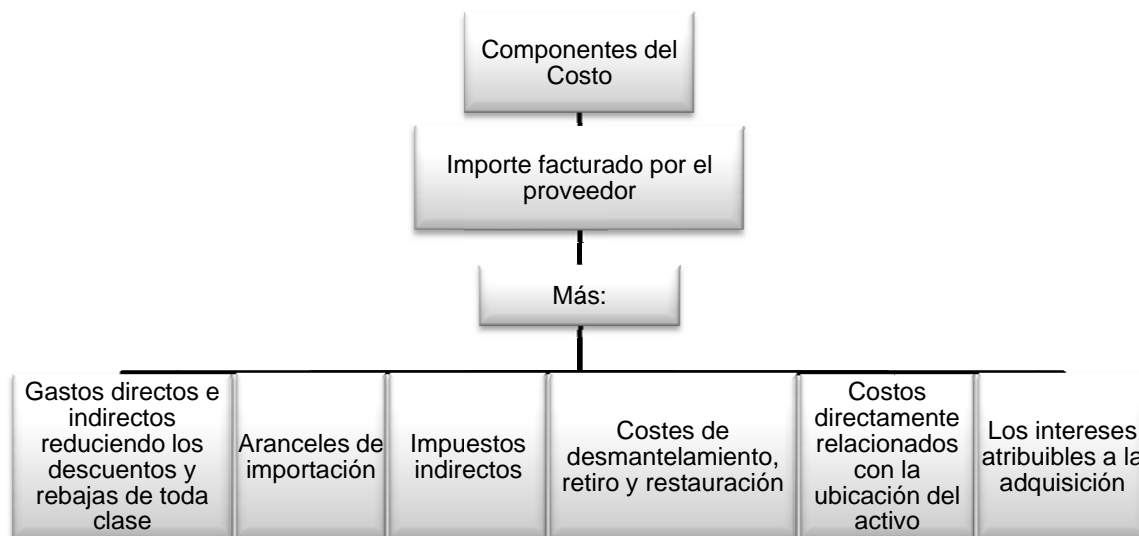 Componentes del
Costo
Importe facturado por el
proveedor
Más:
Gastos directos e
indirectos
reduciendo los
descuentos y
rebajas de toda
clase
Aranceles de
importación
Impuestos
indirectos
Costes de
desmantelamiento,
retiro y restauración
Costos
directamente
relacionados
con la
ubicación del
activo
Los intereses
atribuibles a la
adquisición